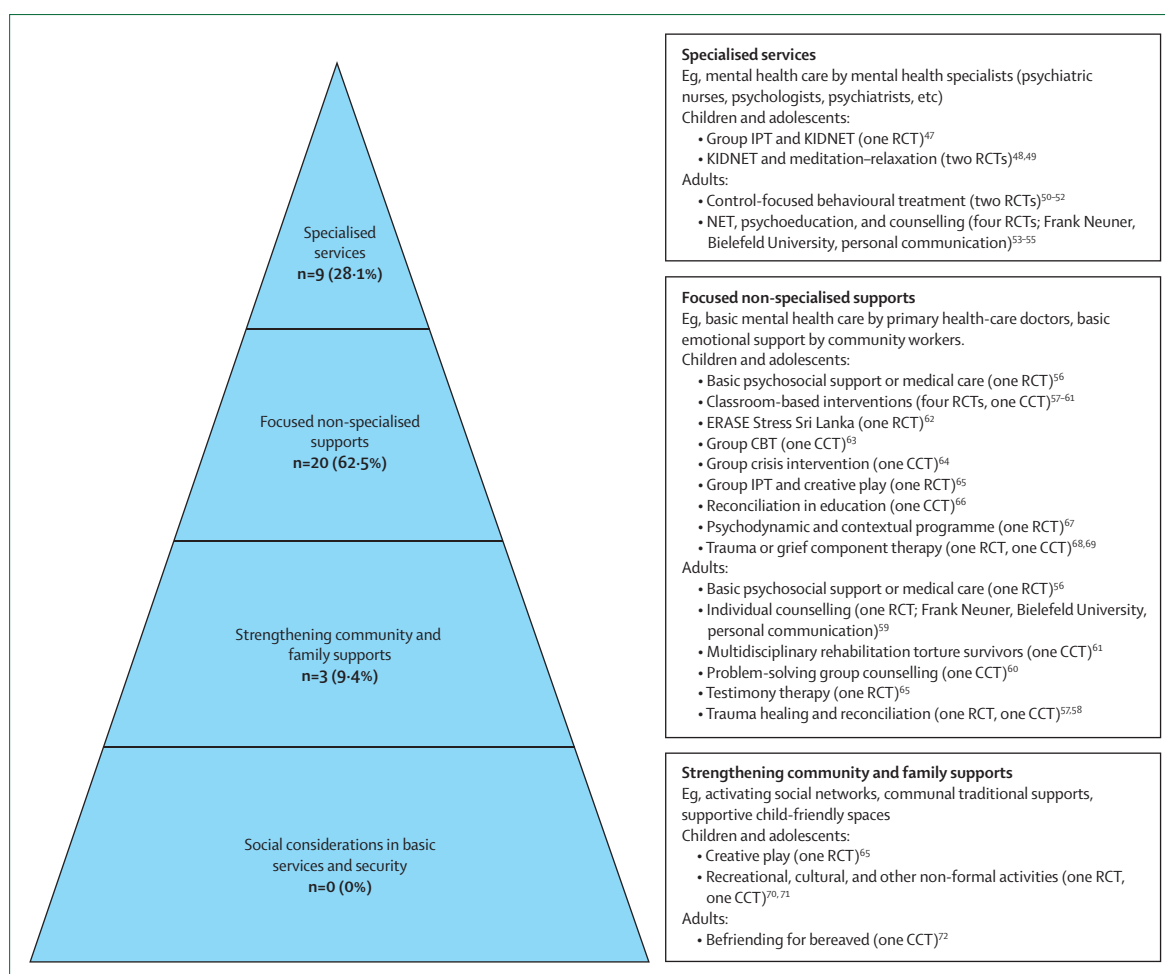 Specialised
services
n=9 (28·1%)
Focused non-specialised
supports
n=20 (62·5%)
Strengthening community and
family supports
n=3 (9·4%)
Social considerations in basic
services and security
n=0 (0%)
Specialised services
Eg, mental health care by mental health specialists (psychiatric
nurses, psychologists, psychiatrists, etc)
Children and adolescents:
• Group IPT and KIDNET (one RCT)47
• KIDNET and meditation–relaxation (two RCTs)48,49
Adults:
• Control-focused behavioural treatment (two RCTs)50–52
• NET, psychoeducation, and counselling (four RCTs; Frank Neuner,
Bielefeld University, personal communication)53–55
Focused non-specialised supports
Eg, basic mental health care by primary health-care doctors, basic
emotional support by community workers.
Children and adolescents:
• Basic psychosocial support or medical care (one RCT)56
• Classroom-based interventions (four RCTs, one CCT)57–61
• ERASE Stress Sri Lanka (one RCT)62
• Group CBT (one CCT)63
• Group crisis intervention (one CCT)64
• Group IPT and creative play (one RCT)65
• Reconciliation in education (one CCT)66
• Psychodynamic and contextual programme (one RCT)67
• Trauma or grief component therapy (one RCT, one CCT)68,69
Adults:
• Basic psychosocial support or medical care (one RCT)56
• Individual counselling (one RCT; Frank Neuner, Bielefeld University,
personal communication)59
• Multidisciplinary rehabilitation torture survivors (one CCT)61
• Problem-solving group counselling (one CCT)60
• Testimony therapy (one RCT)65
• Trauma healing and reconciliation (one RCT, one CCT)57,58
Strengthening community and family supports
Eg, activating social networks, communal traditional supports,
supportive child-friendly spaces
Children and adolescents:
• Creative play (one RCT)65
• Recreational, cultural, and other non-formal activities (one RCT,
one CCT)70,71
Adults:
• Befriending for bereaved (one CCT)72